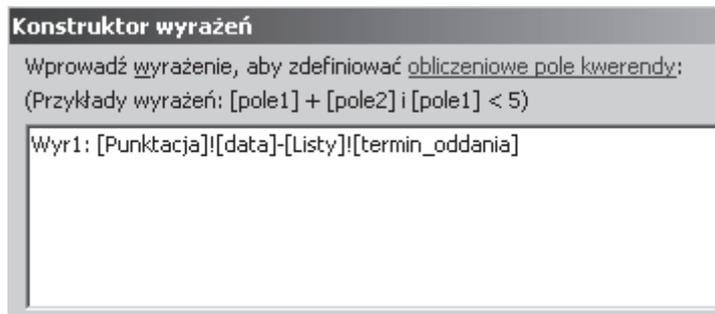 Konstruktor wyrażeń
Wprowadź wyrażenie, aby zdefiniować obliczeniowe pole kwerendy:
(Przykłady wyrażeń: [pole1] + [pole2] i [pole1] < 5)
Wyr1: [Punktacja]![data]-[Listy]![termin_oddania]